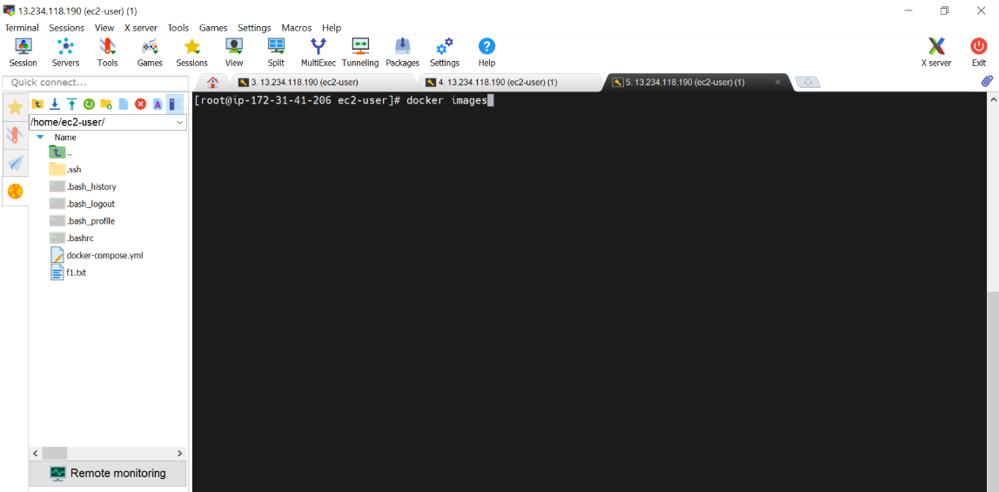 13.234.118.190 (ec2-user) (1)
Terminal Sessions View X server Tools Games Settings Macros Help
Session Servers Tools Games Sessions View Split MultiExec Tunneling Packages Settings Help X server Exit
Quick connect...
3. 13.234.118.190 (ec2-user)
4. 13.234.118.190 (ec2-user) (1)
5. 13.234.118.190 (ec2-user) (1)
/home/ec2-user/
Name
..
.ssh
.bash_history
.bash_logout
.bash_profile
.bashrc
docker-compose.yml
f1.txt
Remote monitoring
[root@ip-172-31-41-206 ec2-user]# docker images